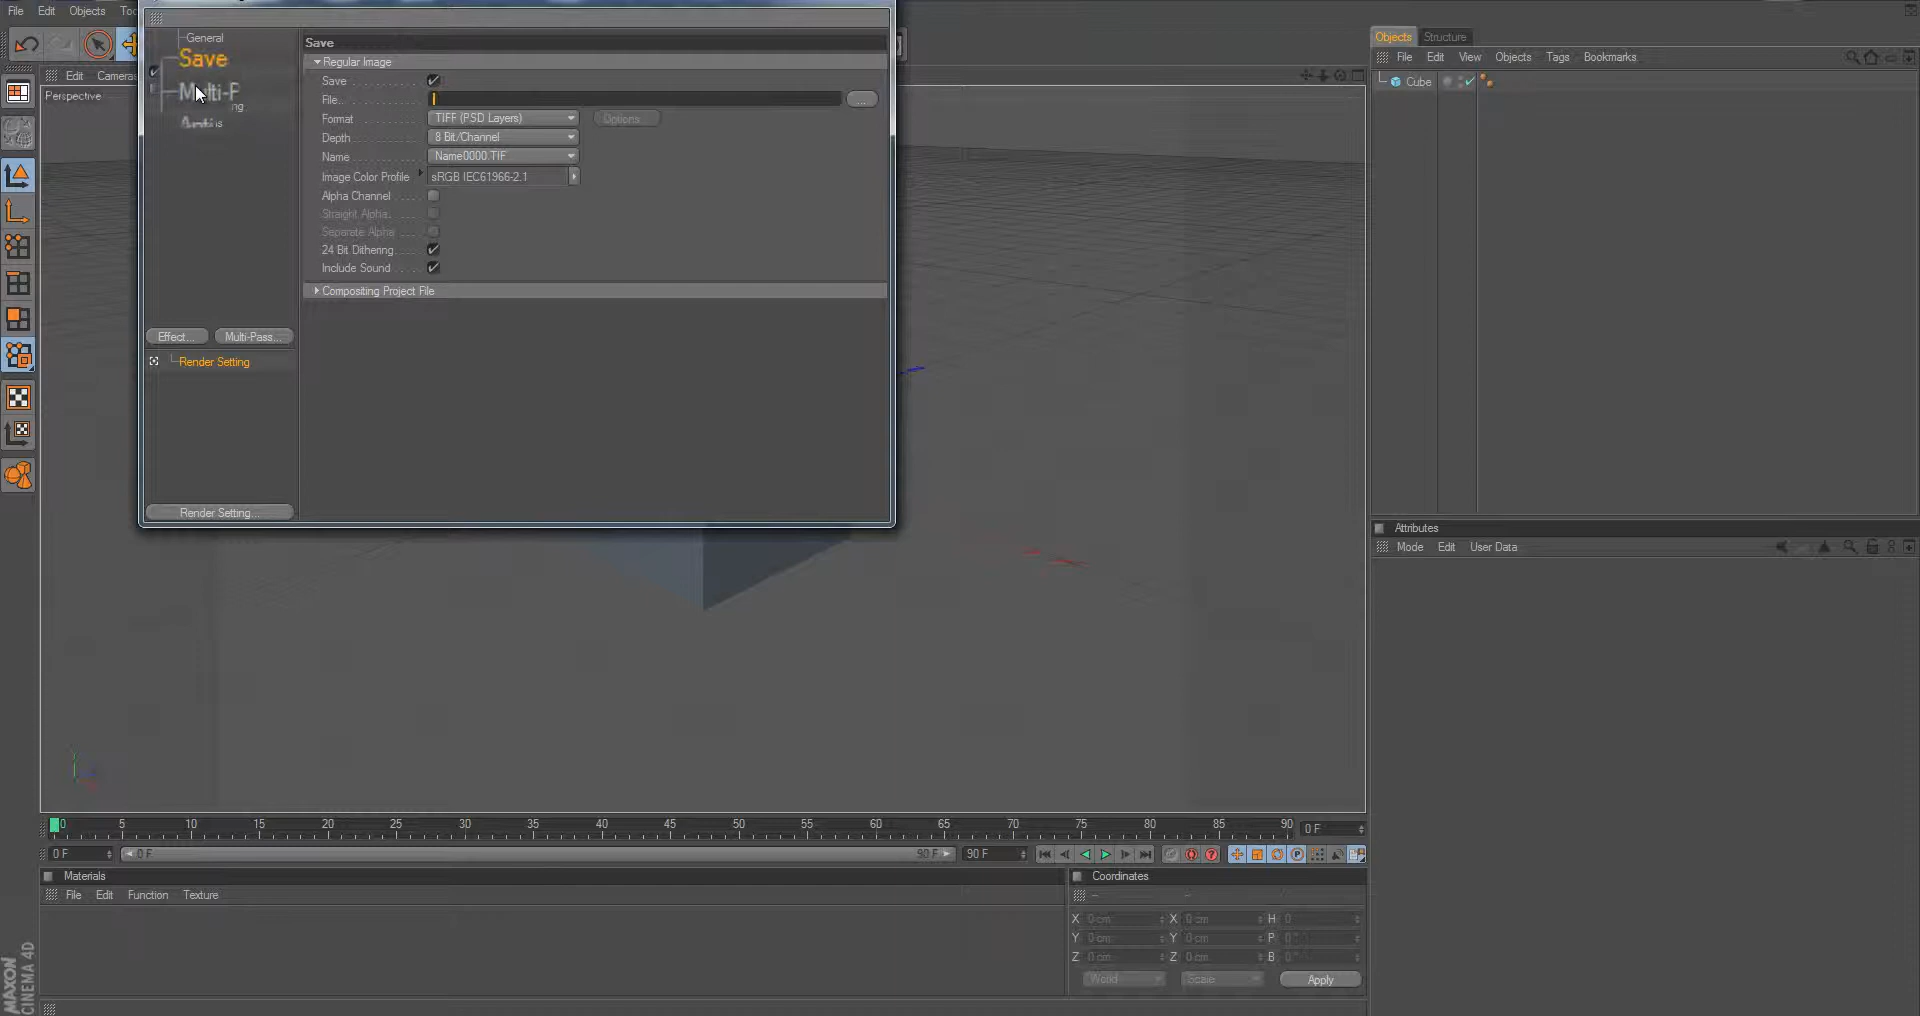 File Edit Objects
General
Save
Multi-P
Save
Regular Image
Save
File
Format TIFF (PSD Layers) Options...
Depth 8 Bit/Channel
Name Name0000.TIF
Image Color Profile sRGB IEC61966-2.1
Alpha Channel
Straight Alpha
Separate Alpha
24 Bit Dithering
Include Sound
Compositing Project File
Effect... Multi-Pass...
Render Setting
Render Setting...
Edit Cameras
Perspective
Objects Structure
File Edit View Objects Tags Bookmarks
Cube
Attributes
Mode Edit User Data
0 5 10 15 20 25 30 35 40 45 50 55 60 65 70 75 80 85 90 0 F
0 F 0 F 90 F 90 F
Materials
File Edit Function Texture
Coordinates
X 0 cm X 0 cm H 0
Y 0 cm Y 0 cm P 0
Z 0 cm Z 0 cm B 0
World Scale Apply
MAXON
CINEMA 4D